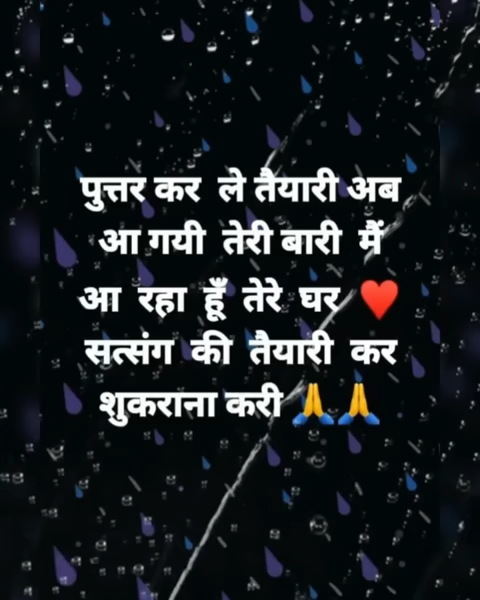 पुत्तर कर ले तैयारी अब
आ गयी तेरी बारी मैं
आ रहा हूँ तेरे घर ❤️
सत्संग की तैयारी कर
शुकराना करी 🙏🙏